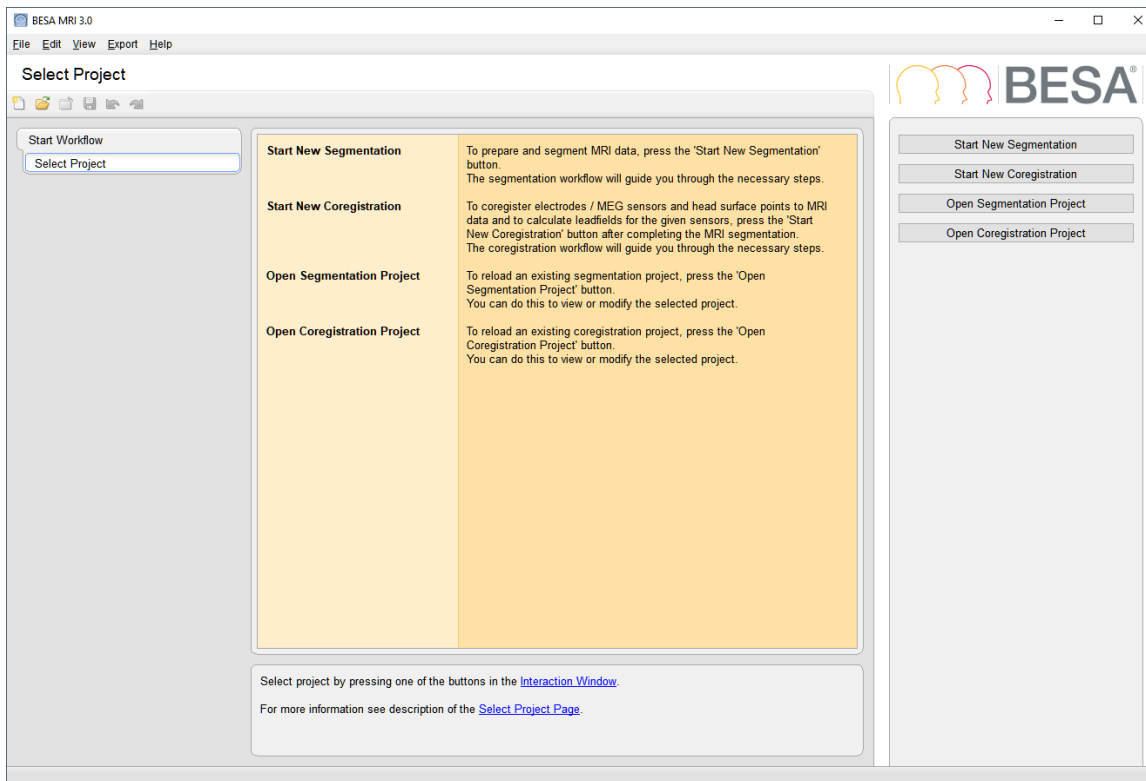 BESA MRI 3.0
File Edit View Export Help
Select Project
BESA®
Start Workflow
Select Project
Start New Segmentation
To prepare and segment MRI data, press the 'Start New Segmentation'
button.
The segmentation workflow will guide you through the necessary steps.
Start New Coregistration
To coregister electrodes / MEG sensors and head surface points to MRI
data and to calculate leadfields for the given sensors, press the 'Start
New Coregistration' button after completing the MRI segmentation.
The coregistration workflow will guide you through the necessary steps.
Open Segmentation Project
To reload an existing segmentation project, press the 'Open
Segmentation Project' button.
You can do this to view or modify the selected project.
Open Coregistration Project
To reload an existing coregistration project, press the 'Open
Coregistration Project' button.
You can do this to view or modify the selected project.
Select project by pressing one of the buttons in the Interaction Window.
For more information see description of the Select Project Page.
Start New Segmentation
Start New Coregistration
Open Segmentation Project
Open Coregistration Project